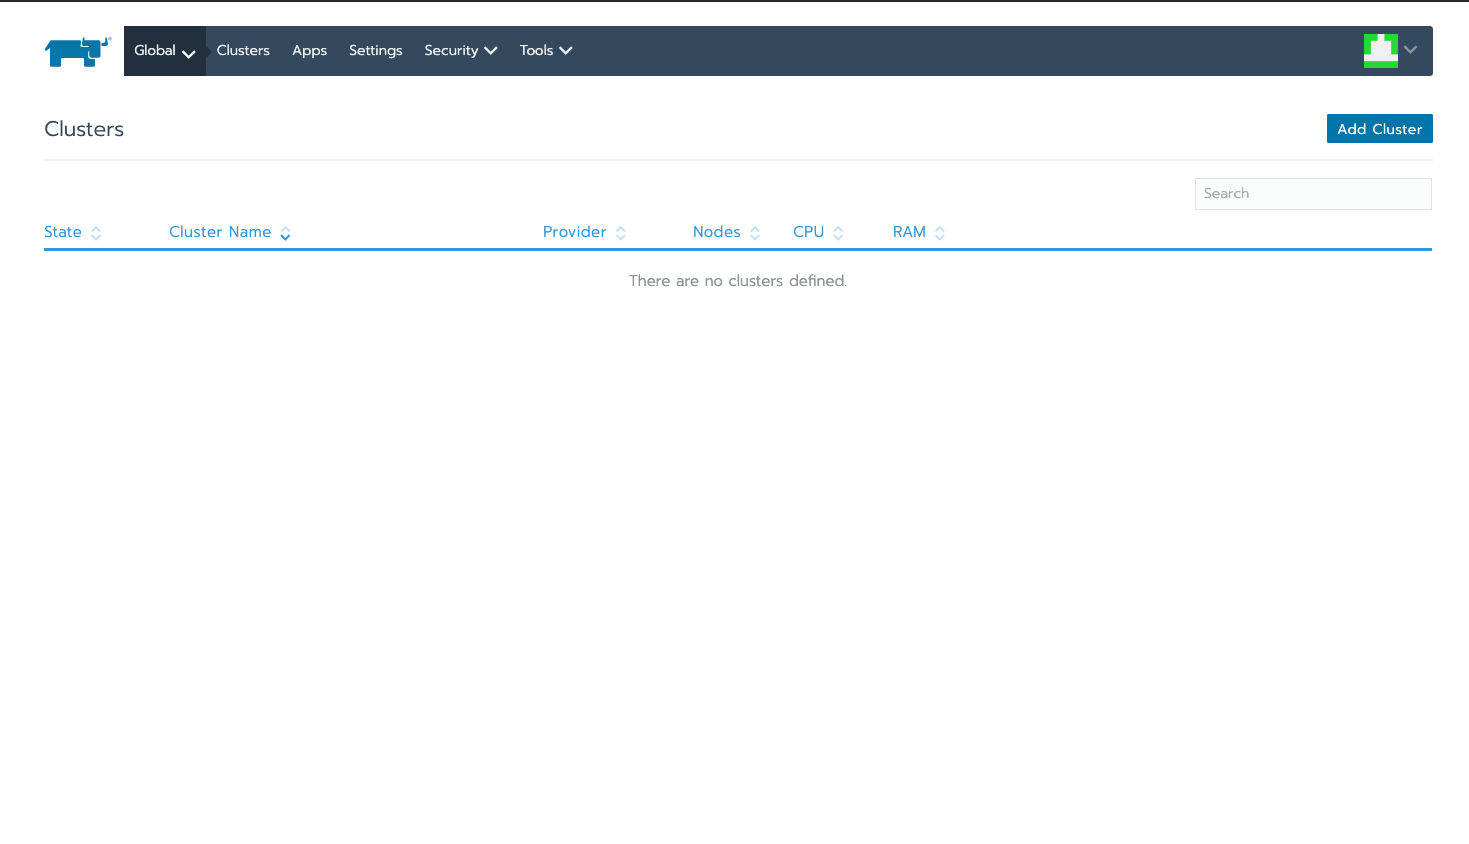 Global Clusters Apps Settings Security Tools
Clusters
Add Cluster
Search
State Cluster Name Provider Nodes CPU RAM
There are no clusters defined.